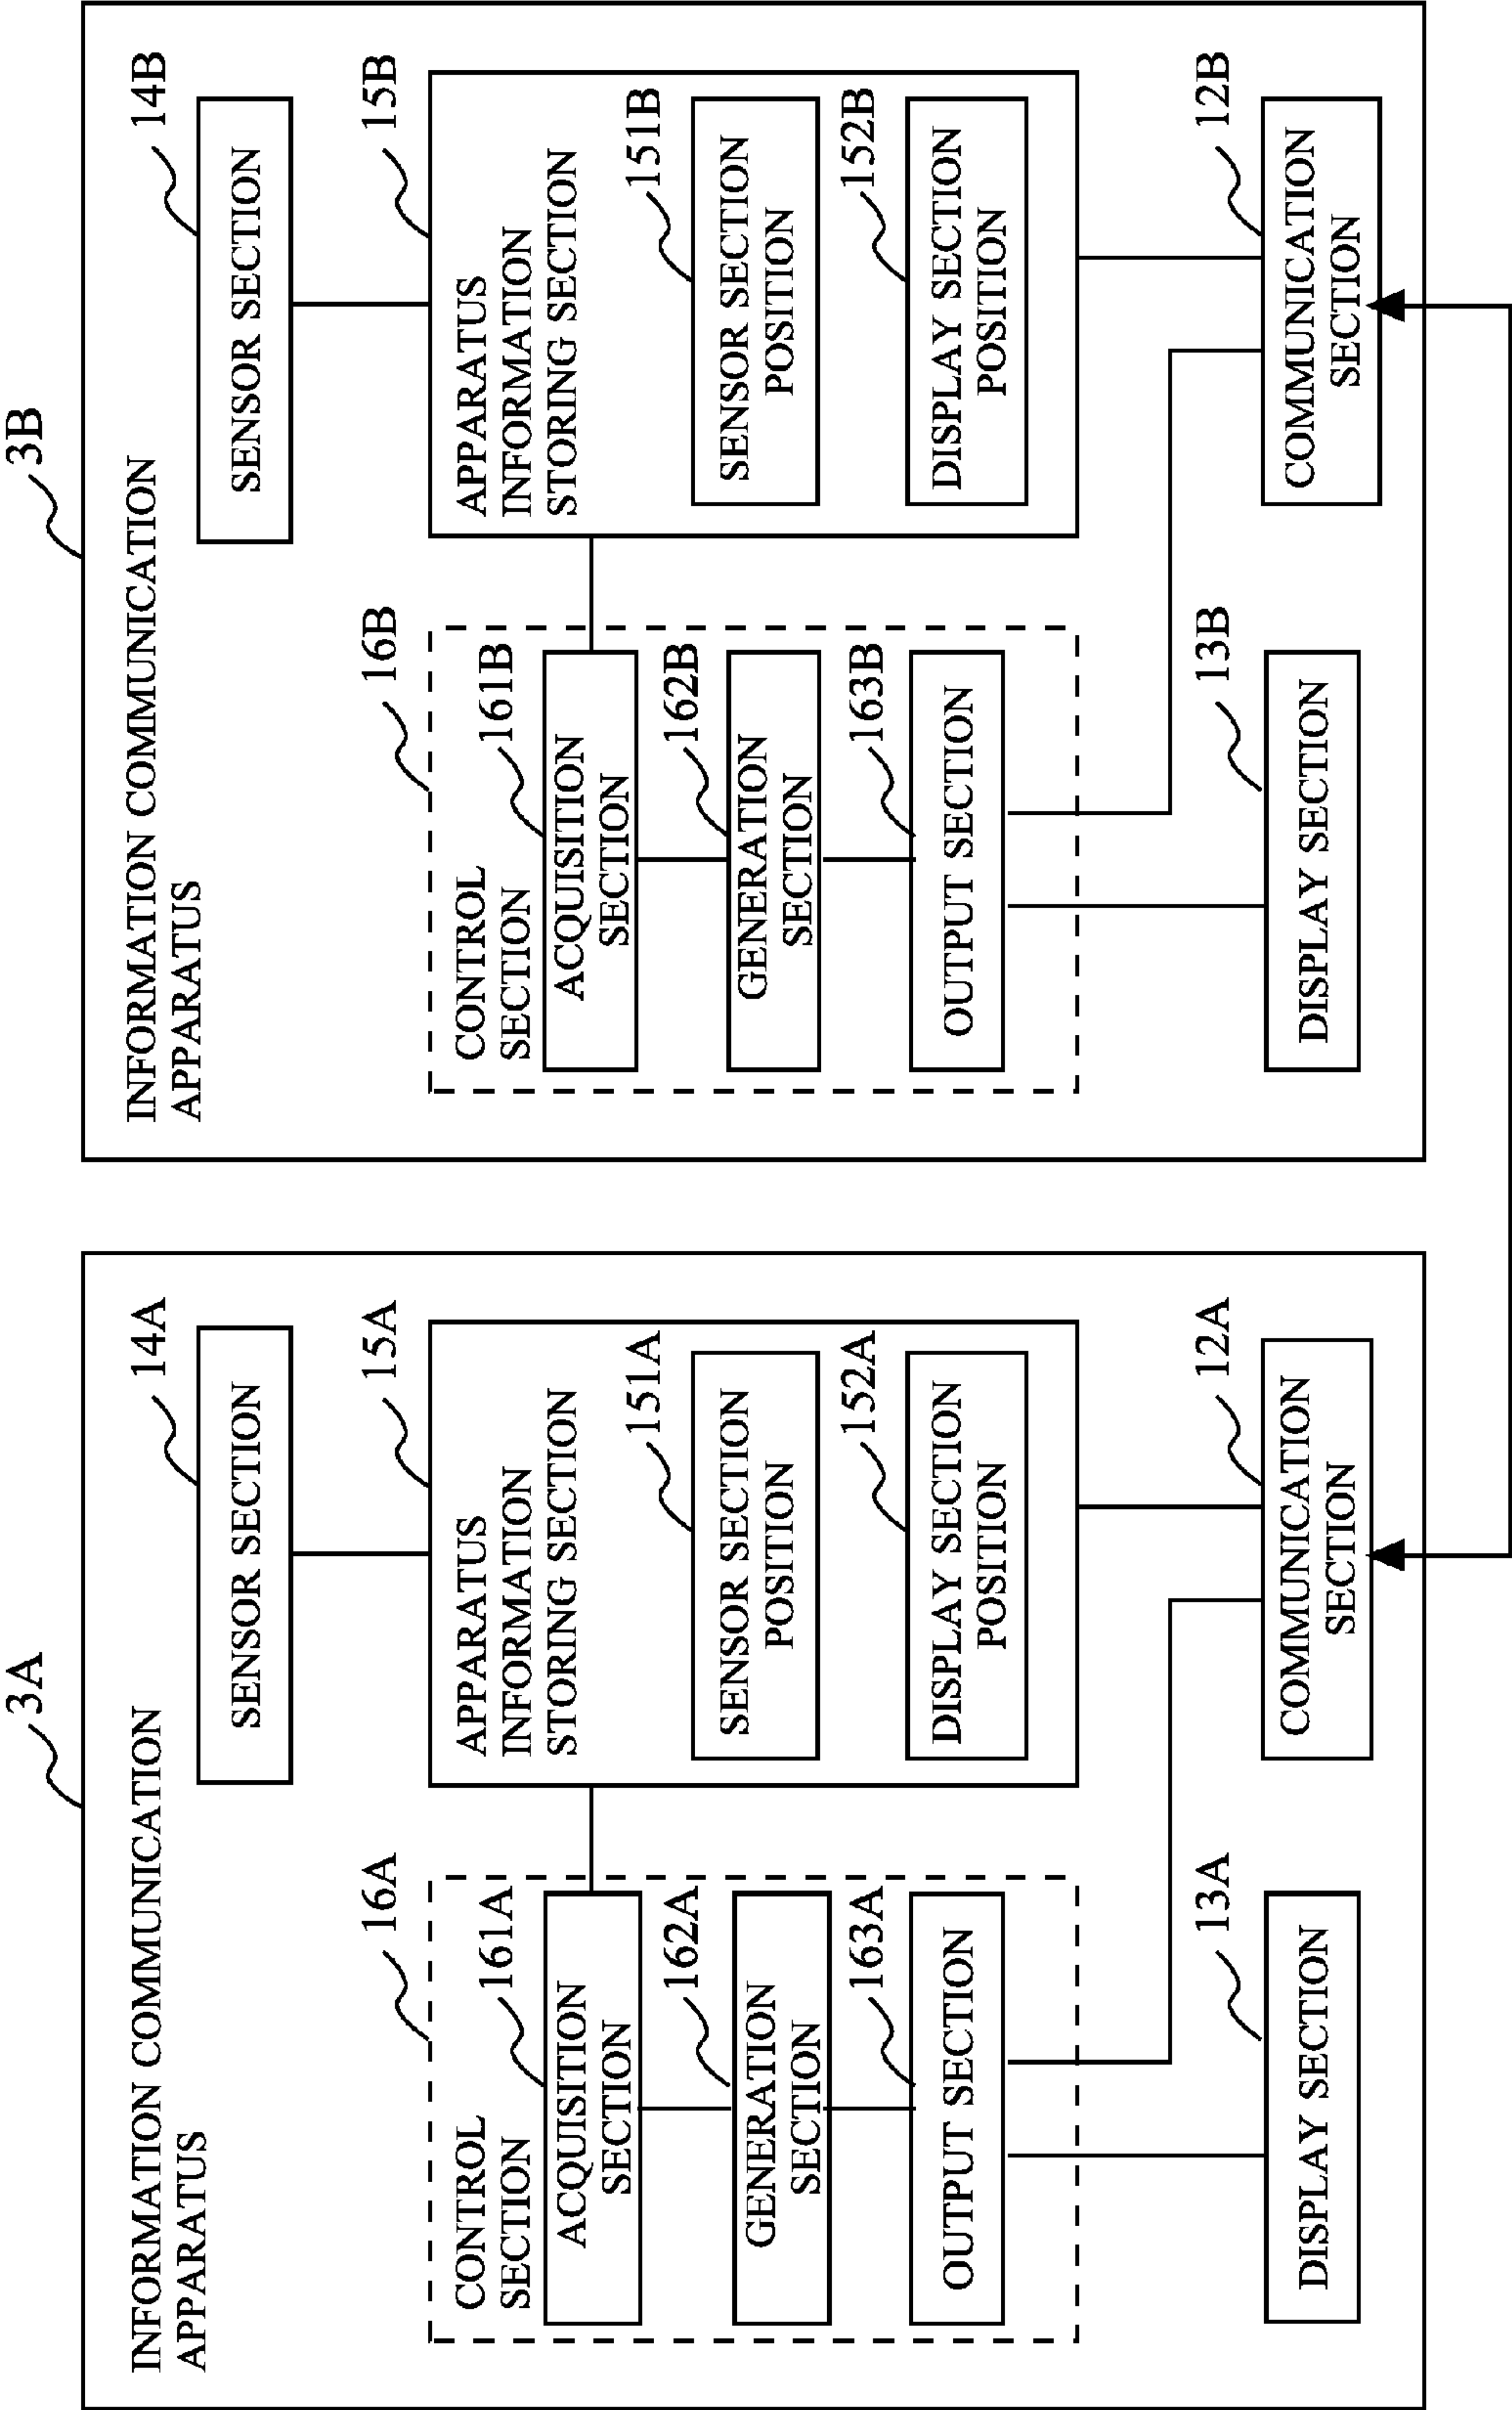 3A
INFORMATION COMMUNICATION
APPARATUS
14A
SENSOR SECTION
16A
15A
CONTROL
SECTION
161A
ACQUISITION
SECTION
162A
GENERATION
SECTION
163A
OUTPUT SECTION
APPARATUS
INFORMATION
STORING SECTION
151A
SENSOR SECTION
POSITION
152A
DISPLAY SECTION
POSITION
13A
DISPLAY SECTION
12A
COMMUNICATION
SECTION
3B
INFORMATION COMMUNICATION
APPARATUS
14B
SENSOR SECTION
16B
15B
CONTROL
SECTION
161B
ACQUISITION
SECTION
162B
GENERATION
SECTION
163B
OUTPUT SECTION
APPARATUS
INFORMATION
STORING SECTION
151B
SENSOR SECTION
POSITION
152B
DISPLAY SECTION
POSITION
13B
DISPLAY SECTION
12B
COMMUNICATION
SECTION